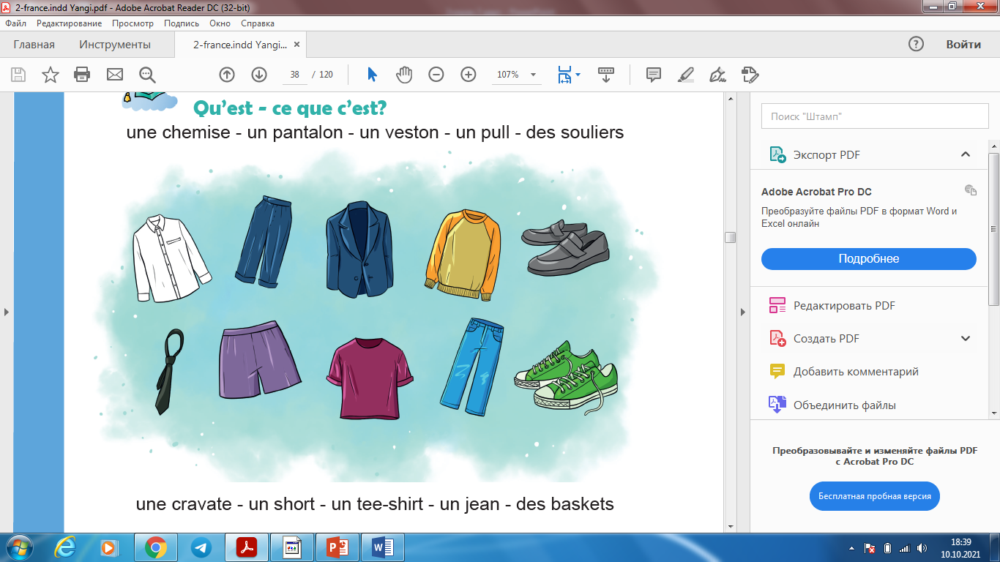 2-france.indd Yangi.pdf - Adobe Acrobat Reader DC (32-bit)
Файл Редактирование Просмотр Подпись Окно Справка
Главная Инструменты 2-france.indd Yangi... × Войти
38 / 120 107%
Qu'est - ce que c'est?
une chemise - un pantalon - un veston - un pull - des souliers
une cravate - un short - un tee-shirt - un jean - des baskets
Поиск "Штамп"
Экспорт PDF
Adobe Acrobat Pro DC
Преобразуйте файлы PDF в формат Word и
Excel онлайн
Подробнее
Редактировать PDF
Создать PDF
Добавить комментарий
Объединить файлы
Преобразовывайте и изменяйте файлы PDF
с Acrobat Pro DC
Бесплатная пробная версия
18:39
10.10.2021